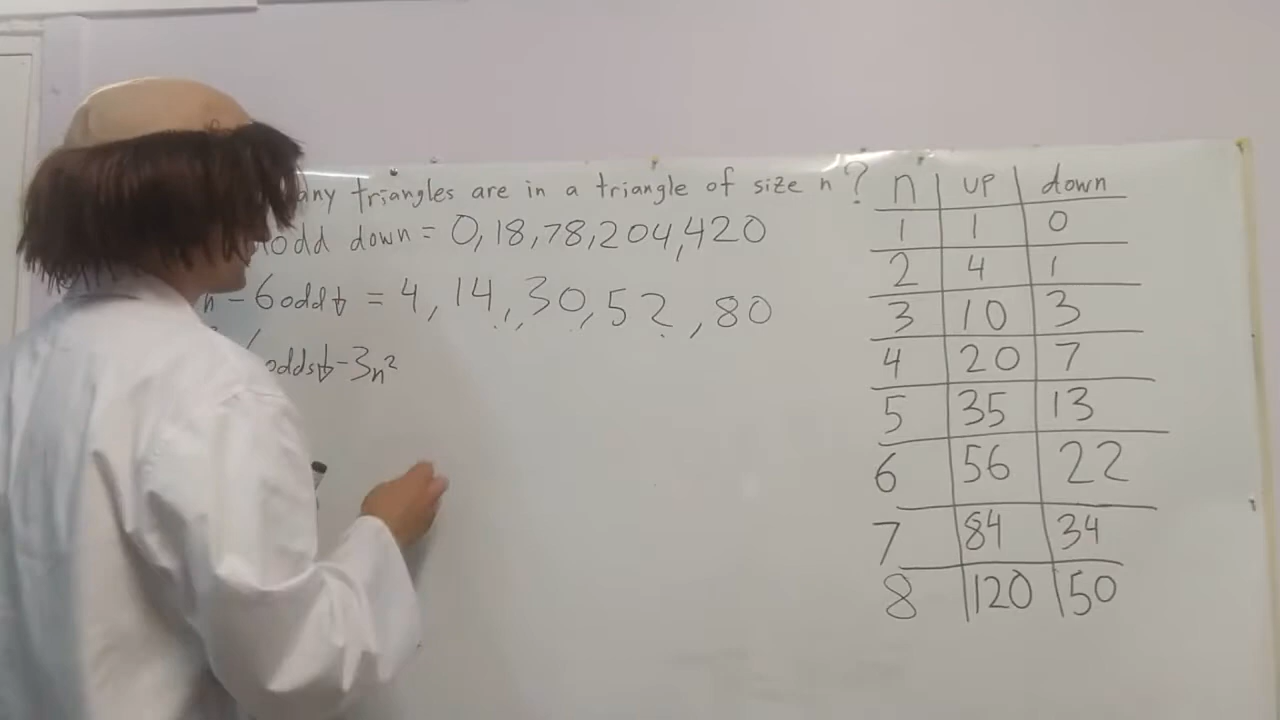 any triangles are in a triangle of size n?
odd down = 0,18,78,204,420
n - 6odd↓ = 4, 14, 30, 52, 80
odds↓ - 3n²
n up down
1 1 0
2 4 1
3 10 3
4 20 7
5 35 13
6 56 22
7 84 34
8 120 50